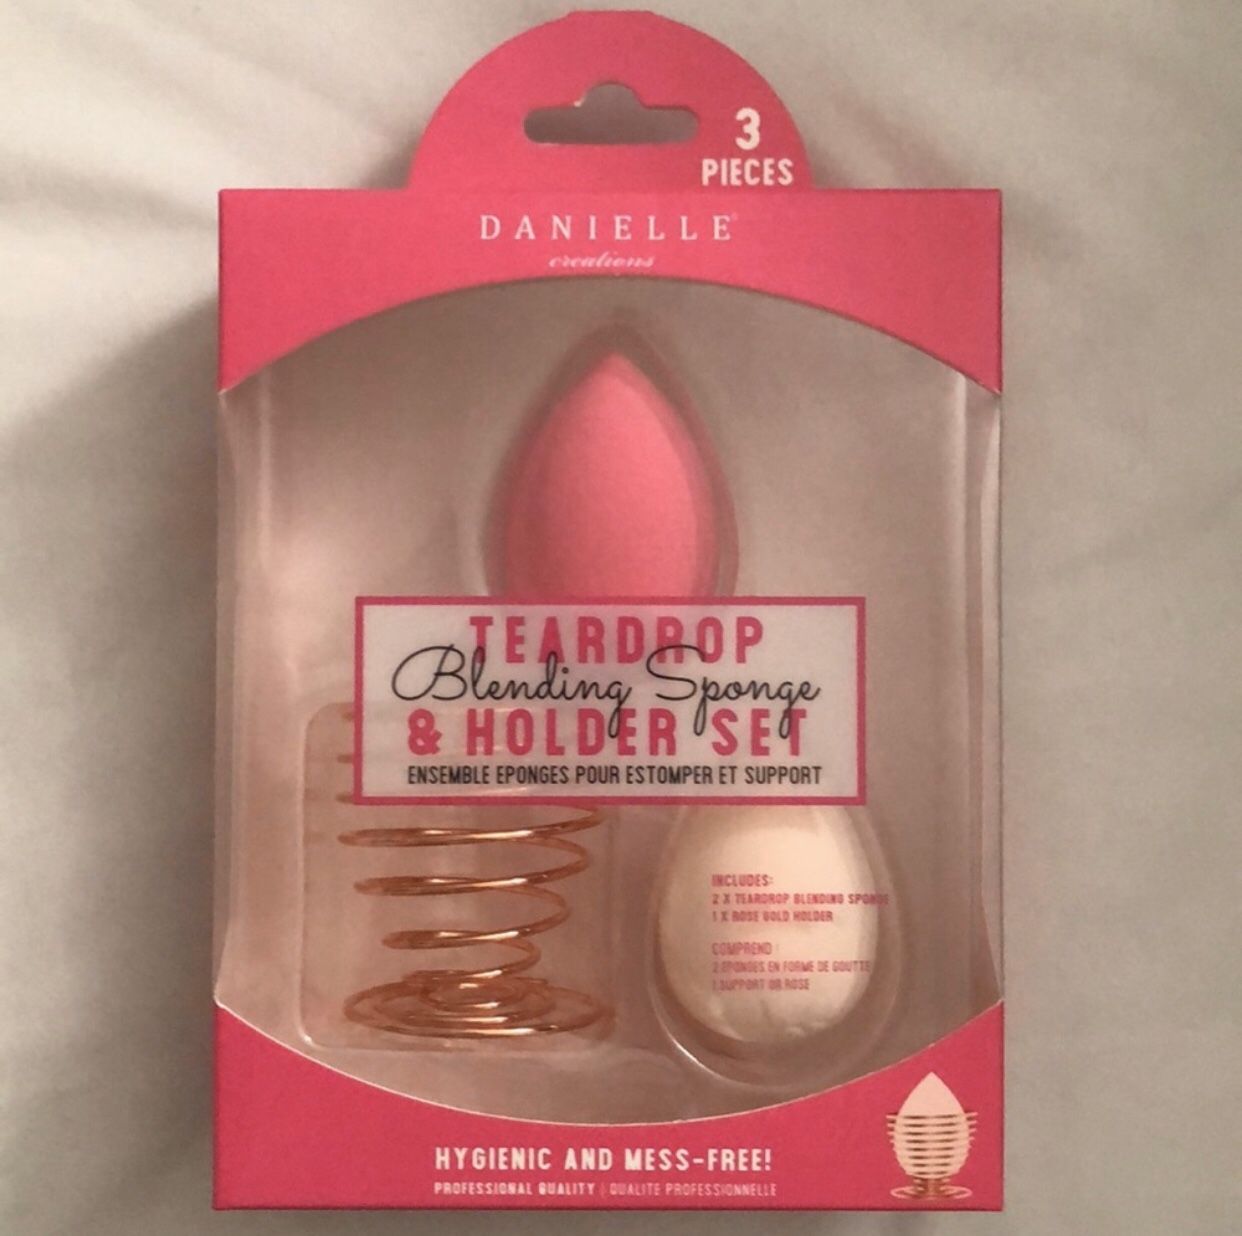 3
PIECES
DANIELLE
creations
TEARDROP
Blending Sponge
& HOLDER SET
ENSEMBLE EPONGES POUR ESTOMPER ET SUPPORT
INCLUDES:
2 X TEARDROP BLENDING SPONGE
1 X ROSE GOLD HOLDER
COMPREND :
2 EPONGES EN FORME DE GOUTTE
1 SUPPORT OR ROSE
HYGIENIC AND MESS-FREE!
PROFESSIONAL QUALITY | QUALITE PROFESSIONNELLE